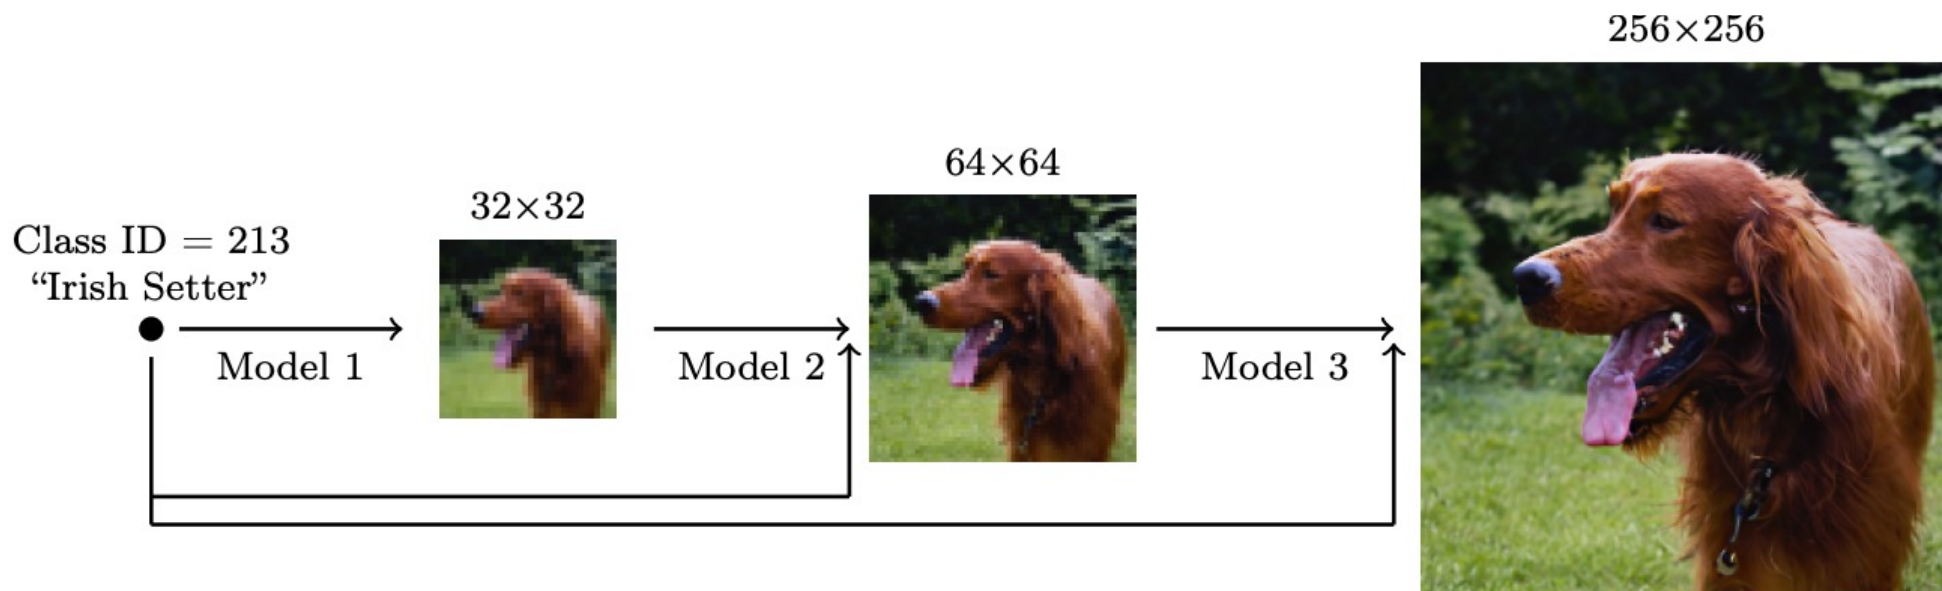 Class ID = 213
“Irish Setter”
Model 1
32×32
Model 2
64×64
Model 3
256×256